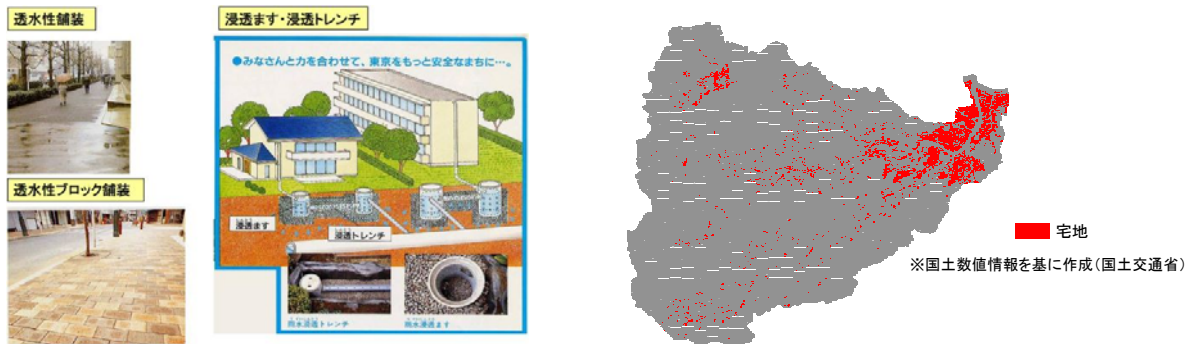 透水性舗装
透水性ブロック舗装
浸透ます・浸透トレンチ
●みなさんと力を合わせて、東京をもっと安全なまちに…。
浸透ます
浸透トレンチ
雨水浸透トレンチ
雨水浸透ます
宅地
※国土数値情報を基に作成(国土交通省)